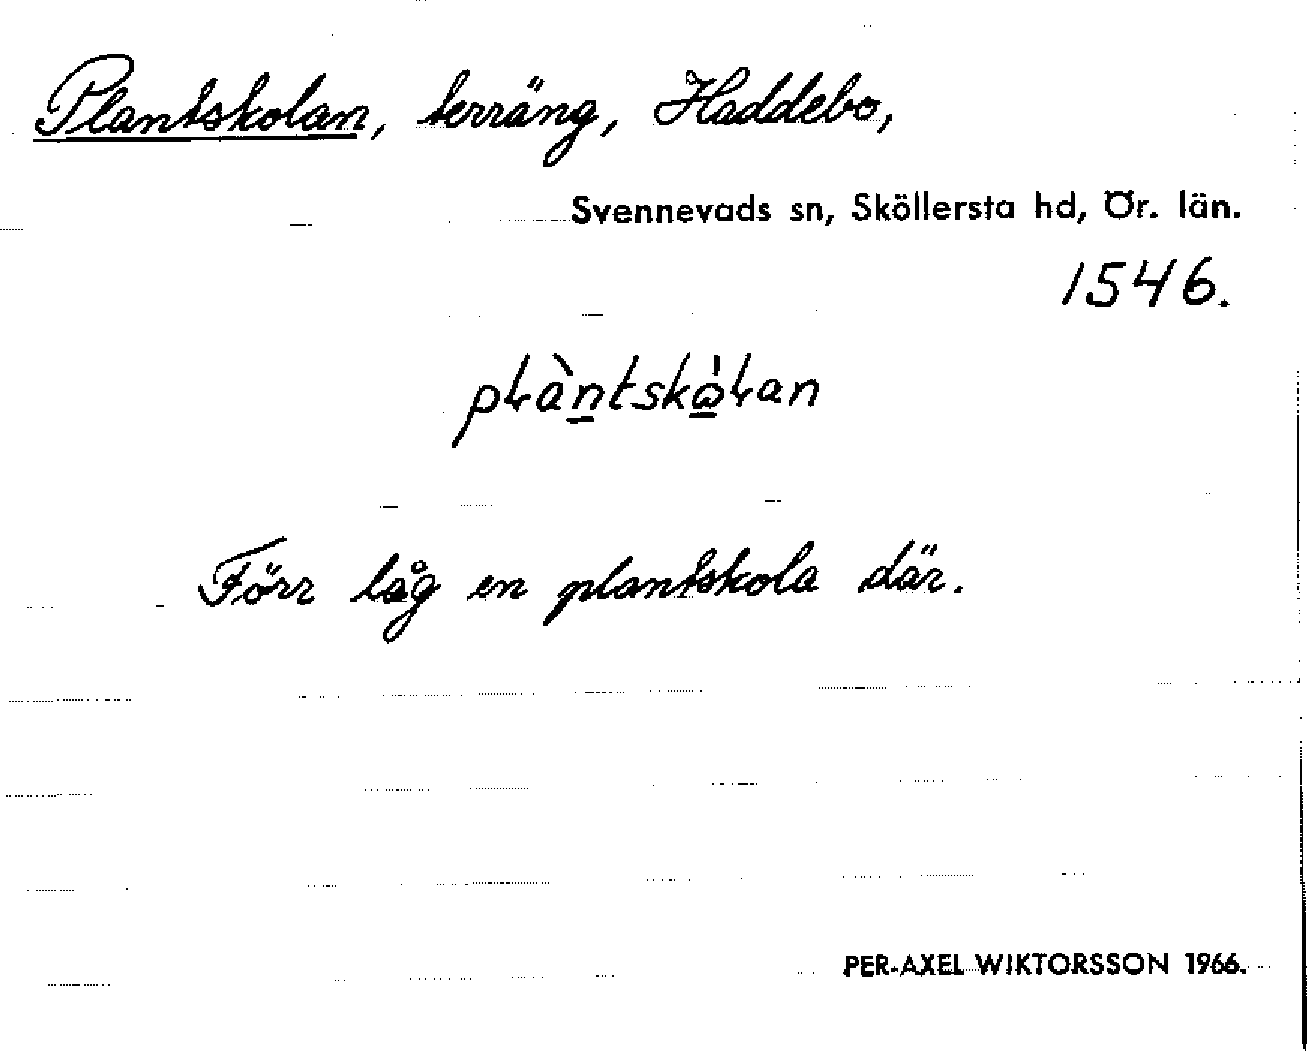 Plantskolan, terräng, Haddebo,
Svennevads sn, Sköllersta hd, Ör. län.
1546.
Förr låg en plantskola där.
PER-AXEL WIKTORSSON 1966.